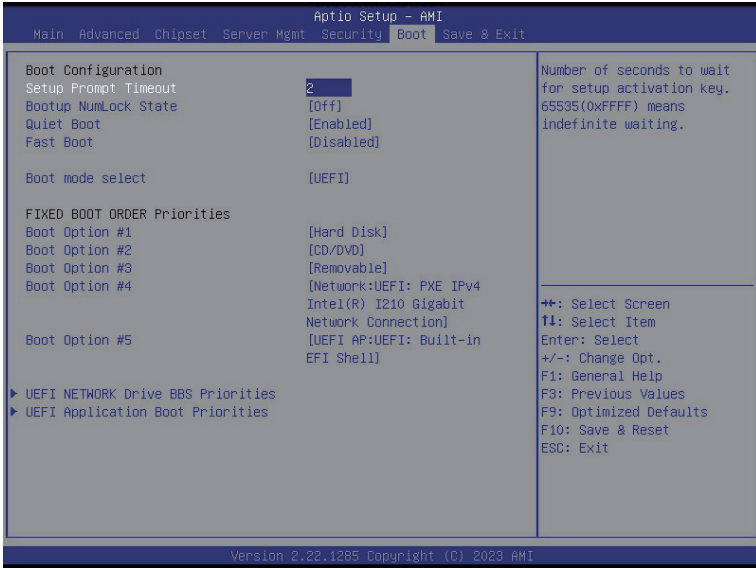 Aptio Setup – AMI
Main Advanced Chipset Server Mgmt Security Boot Save & Exit
Boot Configuration
Setup Prompt Timeout 2
Bootup NumLock State [Off]
Quiet Boot [Enabled]
Fast Boot [Disabled]
Boot mode select [UEFI]
FIXED BOOT ORDER Priorities
Boot Option #1 [Hard Disk]
Boot Option #2 [CD/DVD]
Boot Option #3 [Removable]
Boot Option #4 [Network:UEFI: PXE IPv4
Intel(R) I210 Gigabit
Network Connection]
Boot Option #5 [UEFI AP:UEFI: Built-in
EFI Shell]
UEFI NETWORK Drive BBS Priorities
UEFI Application Boot Priorities
Number of seconds to wait
for setup activation key.
65535(0xFFFF) means
indefinite waiting.
→←: Select Screen
↑↓: Select Item
Enter: Select
+/-: Change Opt.
F1: General Help
F3: Previous Values
F9: Optimized Defaults
F10: Save & Reset
ESC: Exit
Version 2.22.1285 Copyright (C) 2023 AMI